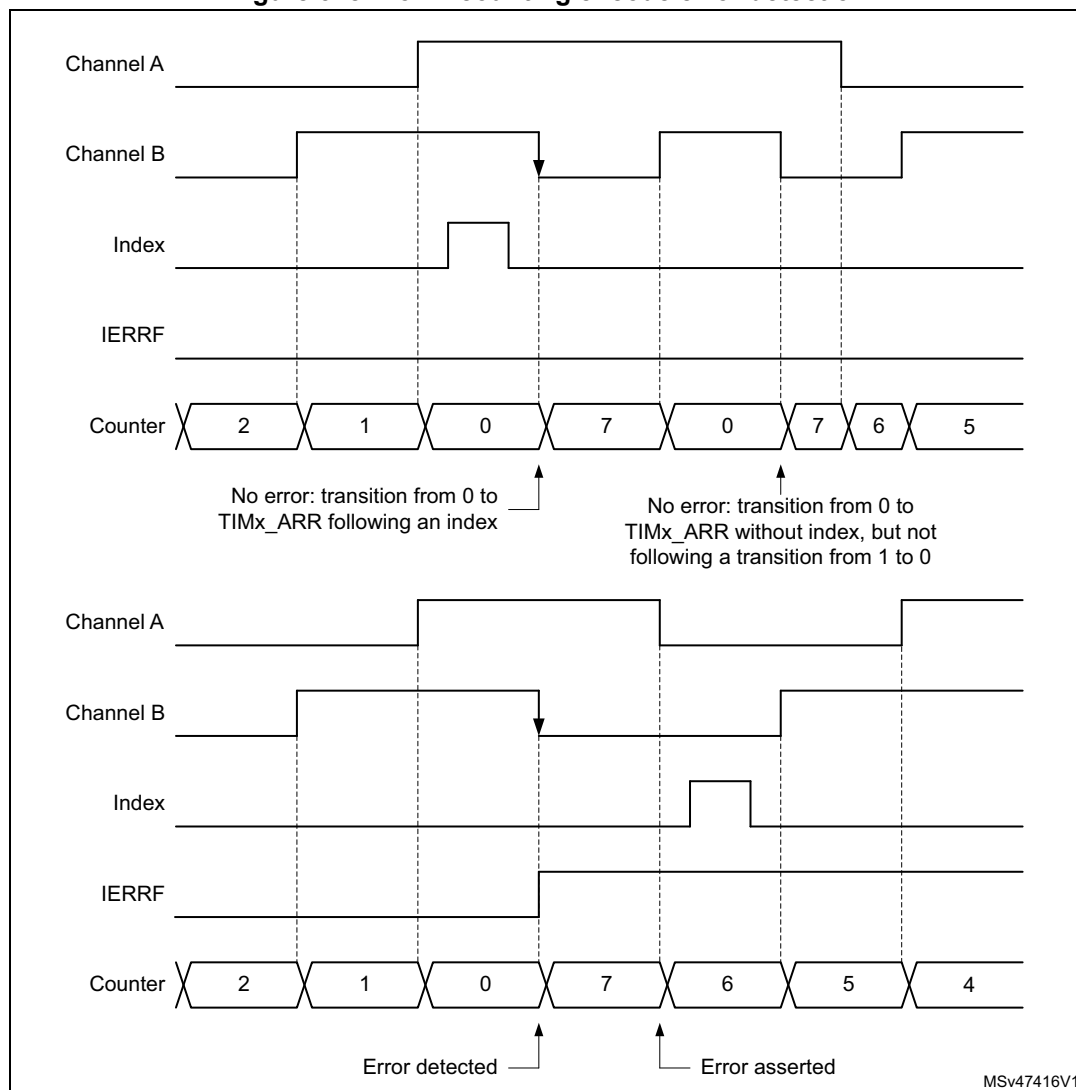 Channel A
Channel B
Index
IERRF
Counter 2 1 0 7 0 7 6 5
No error: transition from 0 to
TIMx_ARR following an index
No error: transition from 0 to
TIMx_ARR without index, but not
following a transition from 1 to 0
Channel A
Channel B
Index
IERRF
Counter 2 1 0 7 6 5 4
Error detected
Error asserted
MSv47416V1